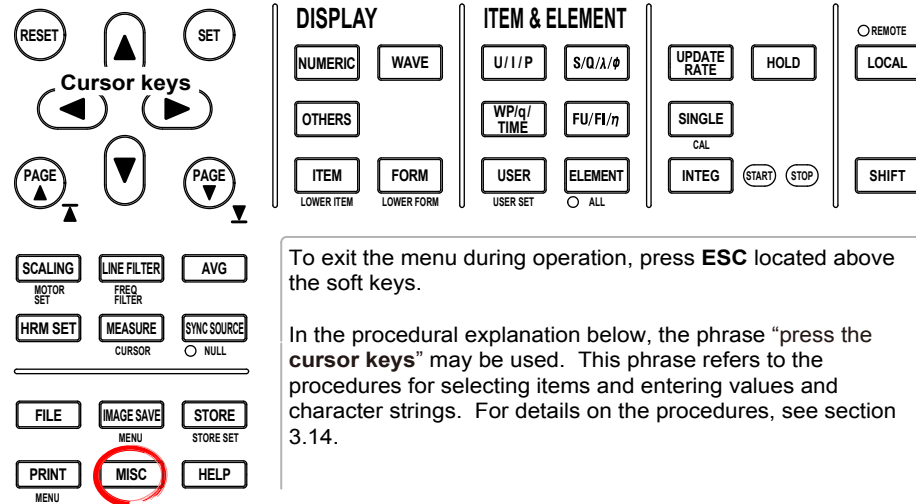 RESET
SET
Cursor keys
PAGE
PAGE
DISPLAY
NUMERIC WAVE
OTHERS
ITEM FORM
LOWER ITEM LOWER FORM
ITEM & ELEMENT
U / I / P S/Q/λ/ø
WP/q/
TIME
FU/FI/η
USER ELEMENT
USER SET ALL
UPDATE
RATE
HOLD
SINGLE
CAL
INTEG START STOP
REMOTE
LOCAL
SHIFT
SCALING LINE FILTER AVG
MOTOR
SET
FREQ
FILTER
HRM SET MEASURE SYNC SOURCE
CURSOR NULL
FILE IMAGE SAVE STORE
MENU STORE SET
PRINT MISC HELP
MENU
To exit the menu during operation, press ESC located above
the soft keys.
In the procedural explanation below, the phrase “press the
cursor keys” may be used. This phrase refers to the
procedures for selecting items and entering values and
character strings. For details on the procedures, see section
3.14.